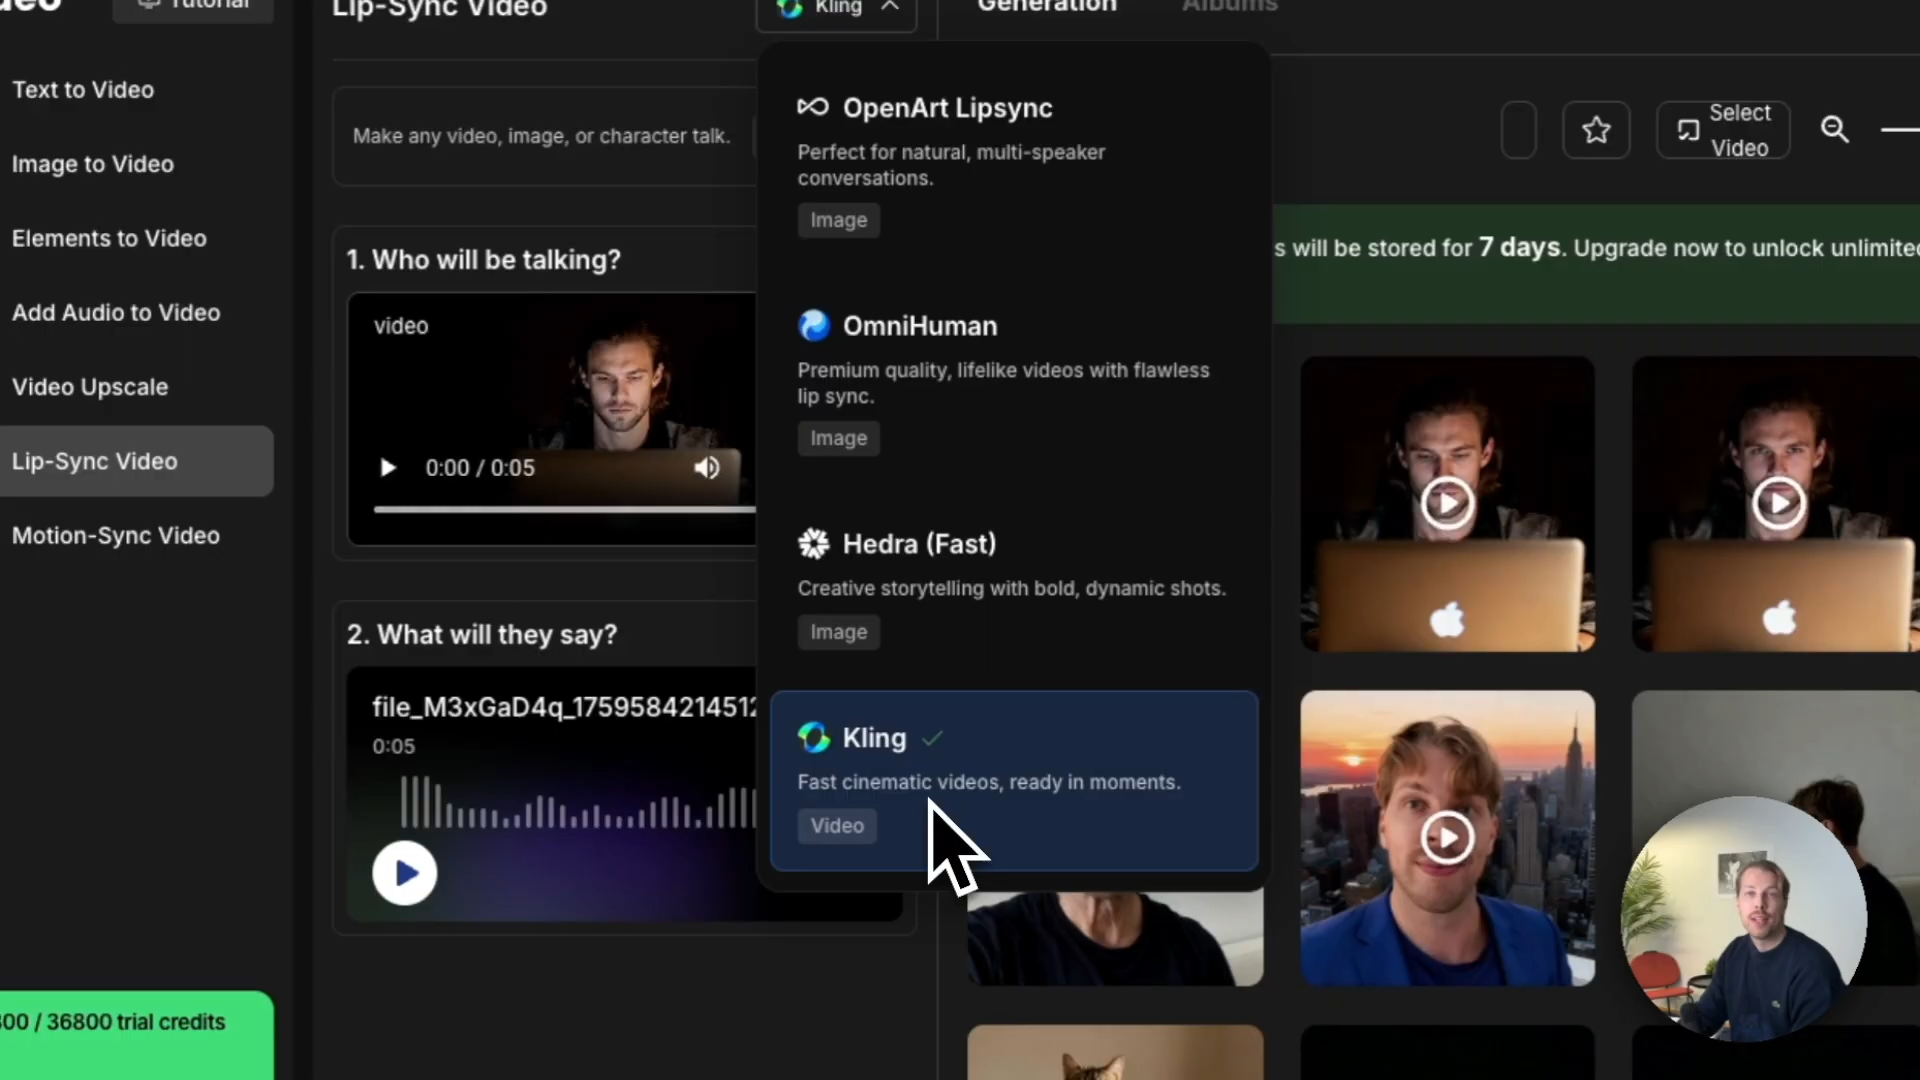 Tutorial
Text to Video
Image to Video
Elements to Video
Add Audio to Video
Video Upscale
Lip-Sync Video
Motion-Sync Video
/ 36800 trial credits
Lip-Sync Video
Kling
Make any video, image, or character talk.
1. Who will be talking?
video
0:00 / 0:05
2. What will they say?
file_M3xGaD4q_1759584214512
0:05
OpenArt Lipsync
Perfect for natural, multi-speaker
conversations.
Image
OmniHuman
Premium quality, lifelike videos with flawless
lip sync.
Image
Hedra (Fast)
Creative storytelling with bold, dynamic shots.
Image
Kling
Fast cinematic videos, ready in moments.
Video
Generation
Albums
Select
Video
s will be stored for 7 days. Upgrade now to unlock unlimited